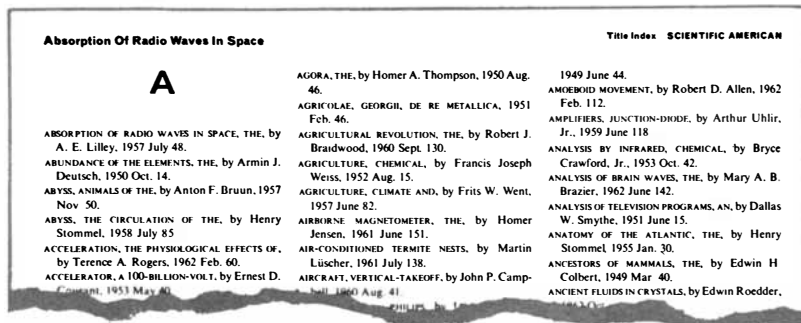 Absorption Of Radio Waves In Space
Title Index SCIENTIFIC AMERICAN
A
ABSORPTION OF RADIO WAVES IN SPACE, THE, by
A. E. Lilley, 1957 July 48.
ABUNDANCE OF THE ELEMENTS, THE, by Armin J.
Deutsch, 1950 Oct. 14.
ABYSS, ANIMALS OF THE, by Anton F. Bruun, 1957
Nov 50.
ABYSS, THE CIRCULATION OF THE, by Henry
Stommel, 1958 July 85
ACCELERATION, THE PHYSIOLOGICAL EFFECTS OF,
by Terence A. Rogers, 1962 Feb. 60.
ACCELERATOR, A 100-BILLION-VOLT, by Ernest D.
Courant, 1953 May 40
AGORA, THE, by Homer A. Thompson, 1950 Aug.
46.
AGRICOLAE, GEORGII, DE RE METALLICA, 1951
Feb. 46.
AGRICULTURAL REVOLUTION, THE, by Robert J.
Braidwood, 1960 Sept. 130.
AGRICULTURE, CHEMICAL, by Francis Joseph
Weiss, 1952 Aug. 15.
AGRICULTURE, CLIMATE AND, by Frits W. Went,
1957 June 82.
AIRBORNE MAGNETOMETER, THE, by Homer
Jensen, 1961 June 151.
AIR-CONDITIONED TERMITE NESTS, by Martin
Lüscher, 1961 July 138.
AIRCRAFT, VERTICAL-TAKEOFF, by John P. Camp-
bell, 1960 Aug. 41
PHILIPS, by
1949 June 44.
AMOEBOID MOVEMENT, by Robert D. Allen, 1962
Feb. 112.
AMPLIFIERS, JUNCTION-DIODE, by Arthur Uhlir,
Jr., 1959 June 118
ANALYSIS BY INFRARED, CHEMICAL, by Bryce
Crawford, Jr., 1953 Oct. 42.
ANALYSIS OF BRAIN WAVES, THE, by Mary A. B.
Brazier, 1962 June 142.
ANALYSIS OF TELEVISION PROGRAMS, AN, by Dallas
W. Smythe, 1951 June 15.
ANATOMY OF THE ATLANTIC, THE, by Henry
Stommel, 1955 Jan. 30.
ANCESTORS OF MAMMALS, THE, by Edwin H
Colbert, 1949 Mar 40.
ANCIENT FLUIDS IN CRYSTALS, by Edwin Roedder,
Oct